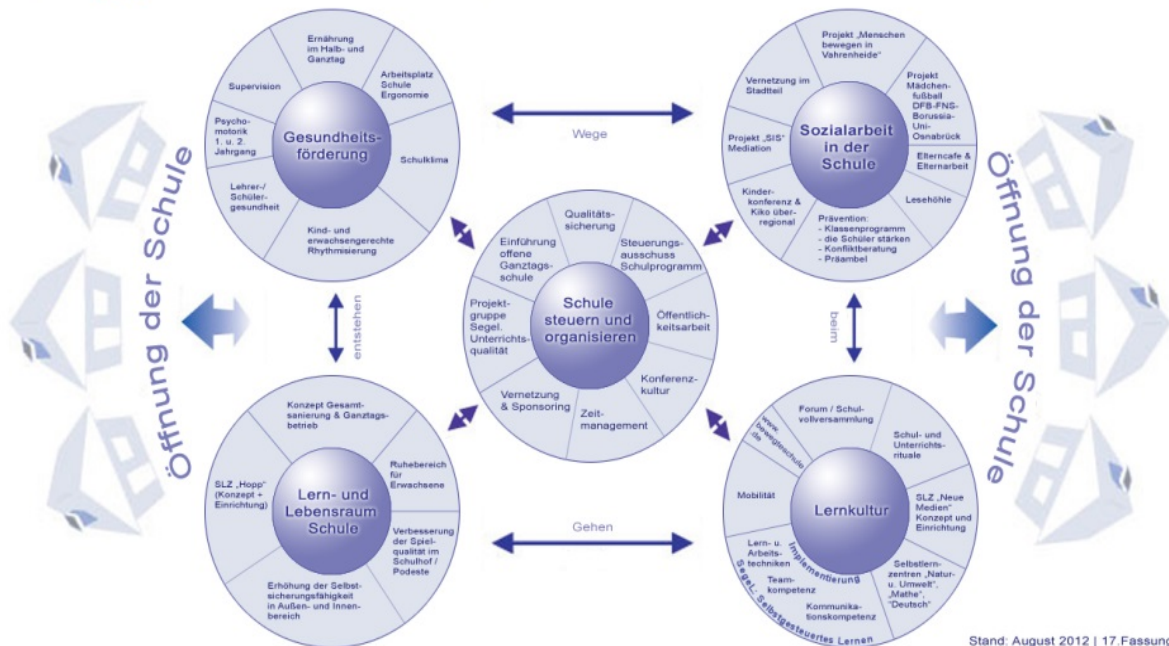 Ernährung
im Halb- und
Ganztag
Arbeitsplatz
Schule
Ergonomie
Schulklima
Kind- und
erwachsengerechte
Rhythmisierung
Lehrer-/
Schüler-
gesundheit
Psycho-
motorik
1. u. 2.
Jahrgang
Supervision
Gesundheits-
förderung
Wege
Projekt „Menschen
bewegen in
Vahrenheide"
Projekt
Mädchen-
fußball
DFB-FNS-
Borussia-
Uni-
Osnabrück
Elterncafe &
Elternarbeit
Lesehöhle
Prävention:
- Klassenprogramm
- die Schüler stärken
- Konfliktberatung
- Präambel
Kinder-
konferenz &
Kiko über-
regional
Projekt „SIS"
Mediation
Vernetzung im
Stadtteil
Sozialarbeit
in der
Schule
Öffnung der Schule
Öffnung der Schule
entstehen
beim
Qualitäts-
sicherung
Steuerungs-
ausschuss
Schulprogramm
Öffentlich-
keitsarbeit
Konferenz-
kultur
Zeit-
management
Vernetzung
& Sponsoring
Projekt-
gruppe
Segel.
Unterrichts-
qualität
Einführung
offene
Ganztags-
schule
Schule
steuern und
organisieren
Konzept Gesamt-
sanierung & Ganztags-
betrieb
Ruhebereich
für
Erwachsene
Verbesserung
der Spiel-
qualität im
Schulhof /
Podeste
Erhöhung der Selbst-
sicherungsfähigkeit
in Außen- und Innen-
bereich
SLZ „Hopp"
(Konzept +
Einrichtung)
Lern- und
Lebensraum
Schule
Gehen
Forum / Schul-
vollversammlung
Schul- und
Unterrichts-
rituale
SLZ „Neue
Medien"
Konzept und
Einrichtung
Selbstlern-
zentren „Natur-
u. Umwelt",
„Mathe",
"Deutsch"
Implementierung
Lern- u.
Arbeits-
techniken
Team-
kompetenz
Kommunika-
tionskompetenz
SegeL: Selbstgesteuertes Lernen
Mobilität
www.
bewegteschule
.de
Lernkultur
Stand: August 2012 | 17.Fassung